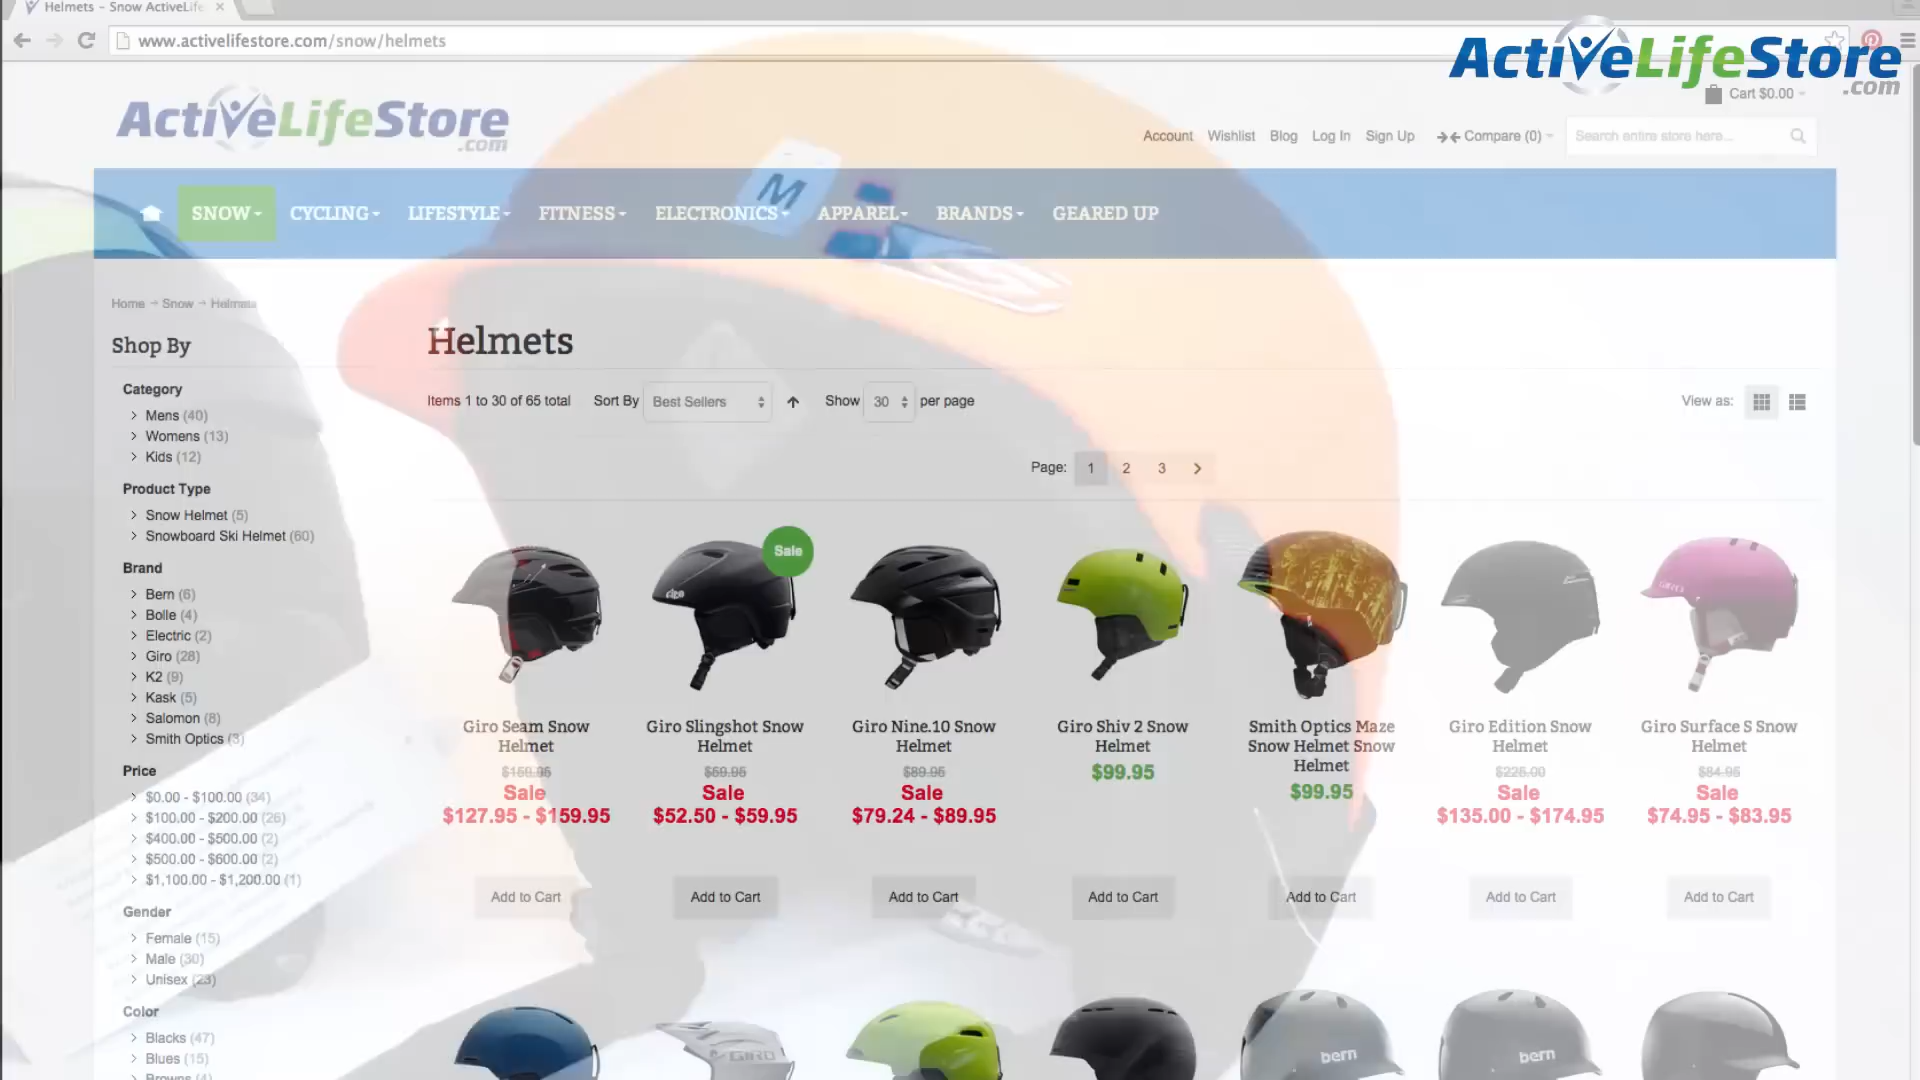 Helmets – Snow ActiveLife
www.activelifestore.com/snow/helmets
ActiveLifeStore
.com
Cart $0.00
ActiveLifeStore
.com
Account Wishlist Blog Log In Sign Up Compare (0) Search entire store here...
M
SNOW CYCLING LIFESTYLE FITNESS ELECTRONICS APPAREL BRANDS GEARED UP
Home → Snow → Helmets
Shop By
Category
Mens (40)
Womens (13)
Kids (12)
Product Type
Snow Helmet (5)
Snowboard Ski Helmet (60)
Brand
Bern (6)
Bolle (4)
Electric (2)
Giro (28)
K2 (9)
Kask (5)
Salomon (8)
Smith Optics (3)
Price
$0.00 - $100.00 (34)
$100.00 - $200.00 (26)
$400.00 - $500.00 (2)
$500.00 - $600.00 (2)
$1,100.00 - $1,200.00 (1)
Gender
Female (15)
Male (30)
Unisex (23)
Color
Blacks (47)
Blues (15)
Browns (4)
Helmets
Items 1 to 30 of 65 total Sort By Best Sellers Show 30 per page View as:
Page: 1 2 3
Sale
GIRO
Giro Seam Snow
Helmet
$159.95
Sale
$127.95 - $159.95
Add to Cart
Giro Slingshot Snow
Helmet
$59.95
Sale
$52.50 - $59.95
Add to Cart
Giro Nine.10 Snow
Helmet
$89.95
Sale
$79.24 - $89.95
Add to Cart
Giro Shiv 2 Snow
Helmet
$99.95
Add to Cart
Smith Optics Maze
Snow Helmet Snow
Helmet
$99.95
Add to Cart
Giro Edition Snow
Helmet
$225.00
Sale
$135.00 - $174.95
Add to Cart
Giro Surface S Snow
Helmet
$84.95
Sale
$74.95 - $83.95
Add to Cart
GIRO
bern
bern